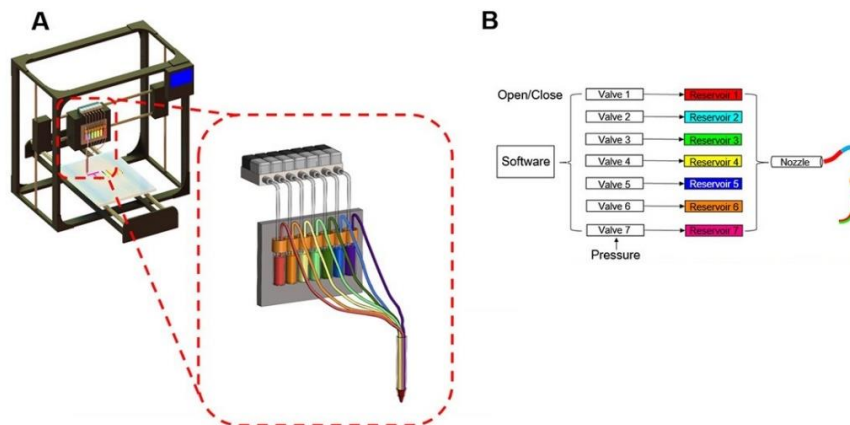 A
B
Open/Close
Software
Valve 1
Reservoir 1
Valve 2
Reservoir 2
Valve 3
Reservoir 3
Valve 4
Reservoir 4
Valve 5
Reservoir 5
Valve 6
Reservoir 6
Valve 7
Reservoir 7
Pressure
Nozzle